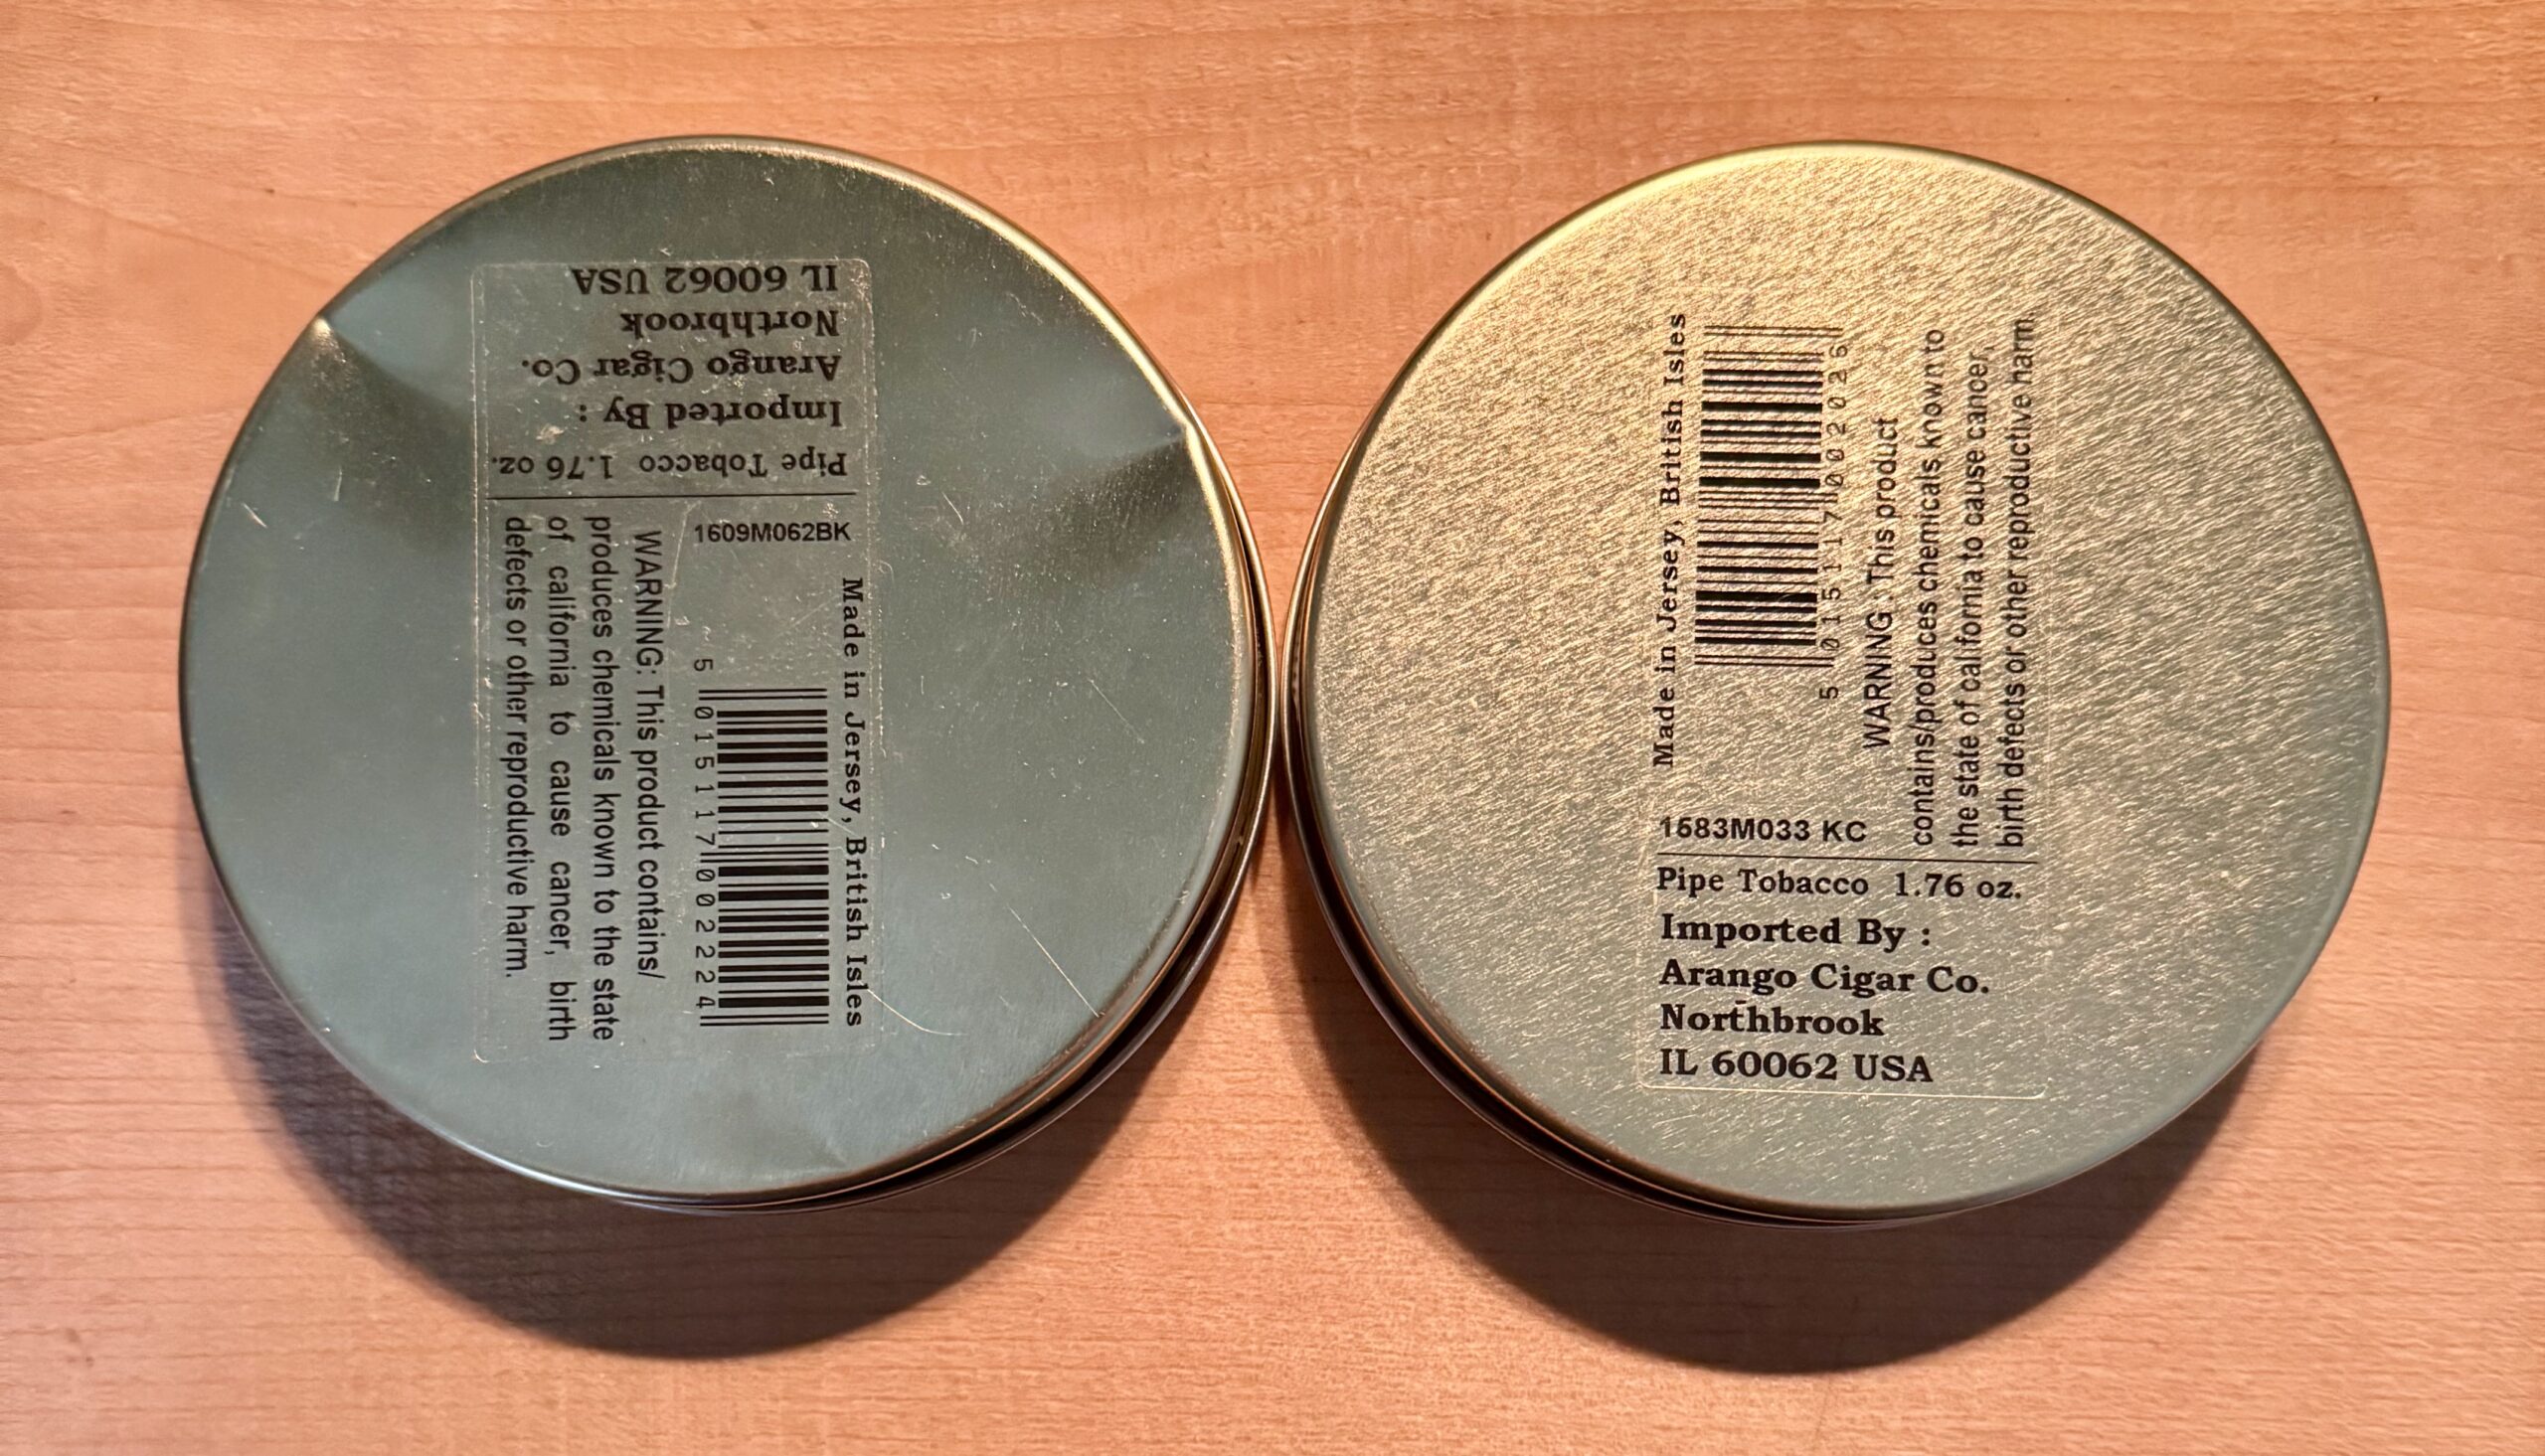 IL 60062 USA
Northbrook
Arango Cigar Co.
Imported By :
Pipe Tobacco 1.76 oz.
1609M062BK
Made in Jersey, British Isles
5 015117 002224
WARNING: This product contains/
produces chemicals known to the state
of california to cause cancer, birth
defects or other reproductive harm.
Made in Jersey, British Isles
5 015117 002026
WARNING : This product
contains/produces chemicals known to
the state of california to cause cancer,
birth defects or other reproductive harm.
1683M033 KC
Pipe Tobacco 1.76 oz.
Imported By :
Arango Cigar Co.
Northbrook
IL 60062 USA